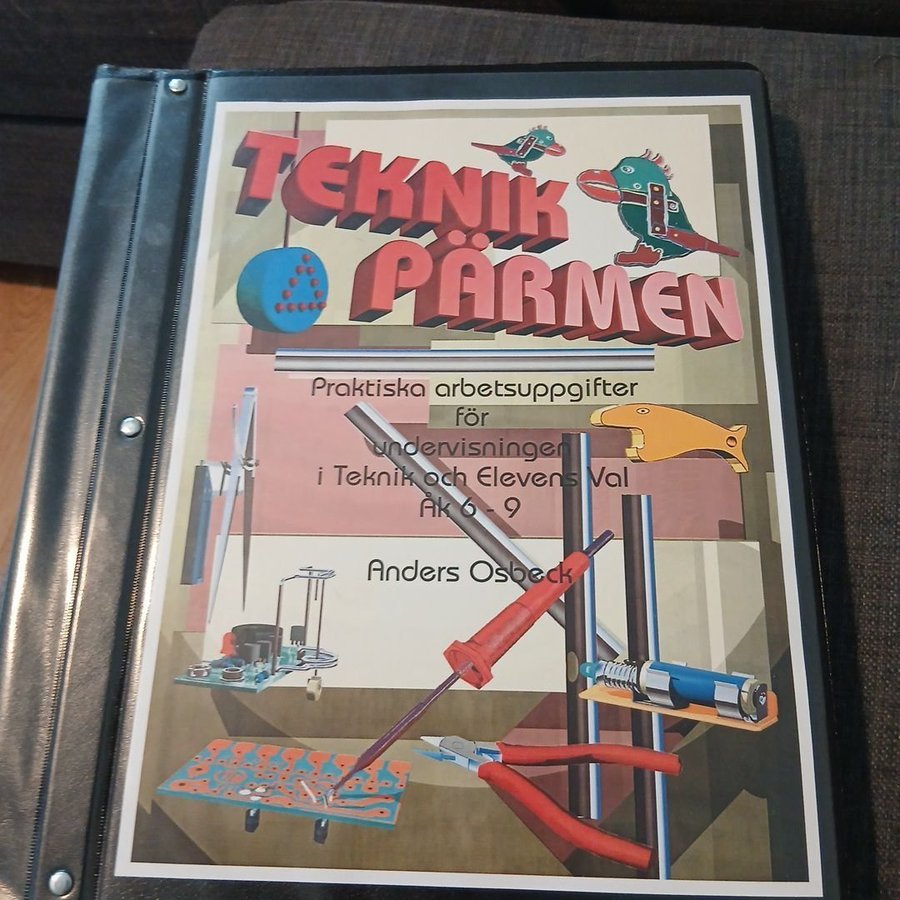 TEKNIK
PÄRMEN
Praktiska arbetsuppgifter
för
undervisningen
i Teknik och Elevens Val
Åk 6 - 9
Anders Osbeck